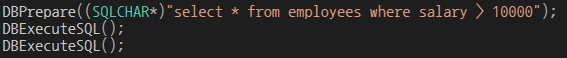 DBPrepare((SQLCHAR*)"select * from employees where salary > 10000");
DBExecuteSQL();
DBExecuteSQL();